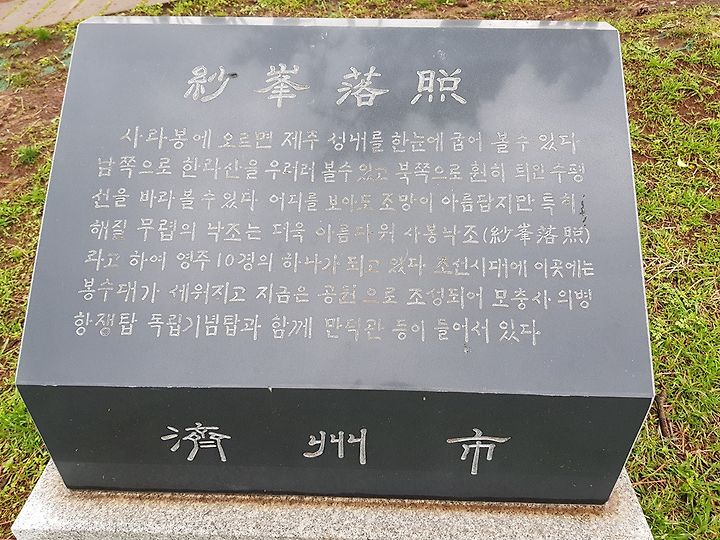 紗峯落照
사라봉에 오르면 제주 성내를 한눈에 굽어 볼 수 있다
남쪽으로 한라산을 우러러 볼수 있고 북쪽으로 훤히 틔인 수평
선을 바라볼 수 있다 어디를 보아도 조망이 아름답지만 특히
해질 무렵의 낙조는 더욱 아름다워 사봉낙조(紗峯落照)
라고 하여 영주 10경의 하나가 되고 있다 조선시대에 이곳에는
봉수대가 세워지고 지금은 공원으로 조성되어 모충사 의병
항쟁탑 독립기념탑과 함께 만덕관 등이 들어서 있다
濟州市